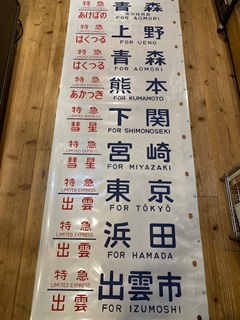 特急
あけぼの
青森
FOR AOMORI
特急
はくつる
上野
FOR UENO
特急
はくつる
青森
FOR AOMORI
特急
あかつき
熊本
FOR KUMAMOTO
特急
LIMITED EXPRESS
彗星
下関
FOR SHIMONOSEKI
特急
LIMITED EXPRESS
彗星
宮崎
FOR MIYAZAKI
特急
LIMITED EXPRESS
出雲
東京
FOR TŌKYŌ
特急
LIMITED EXPRESS
出雲
浜田
FOR HAMADA
特急
LIMITED EXPRESS
出雲
出雲市
FOR IZUMOSHI